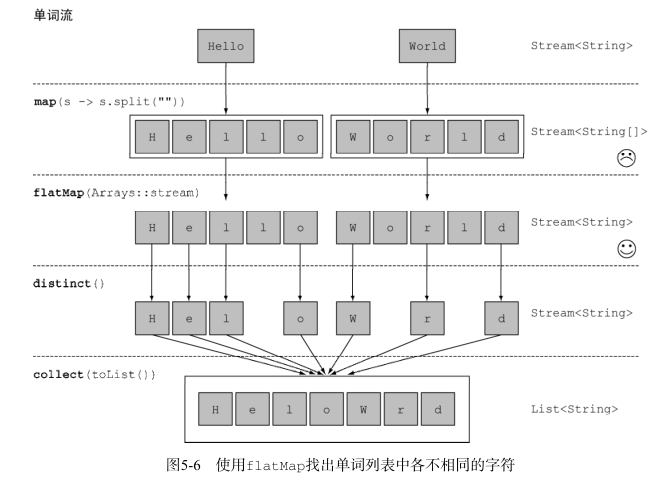 单词流
Hello World Stream<String>
map(s -> s.split(""))
H e l l o W o r l d Stream<String[]>
flatMap(Arrays::stream)
H e l l o W o r l d Stream<String>
distinct()
H e l o W r d Stream<String>
collect(toList())
H e l o W r d List<String>
图5-6 使用flatMap找出单词列表中各不相同的字符